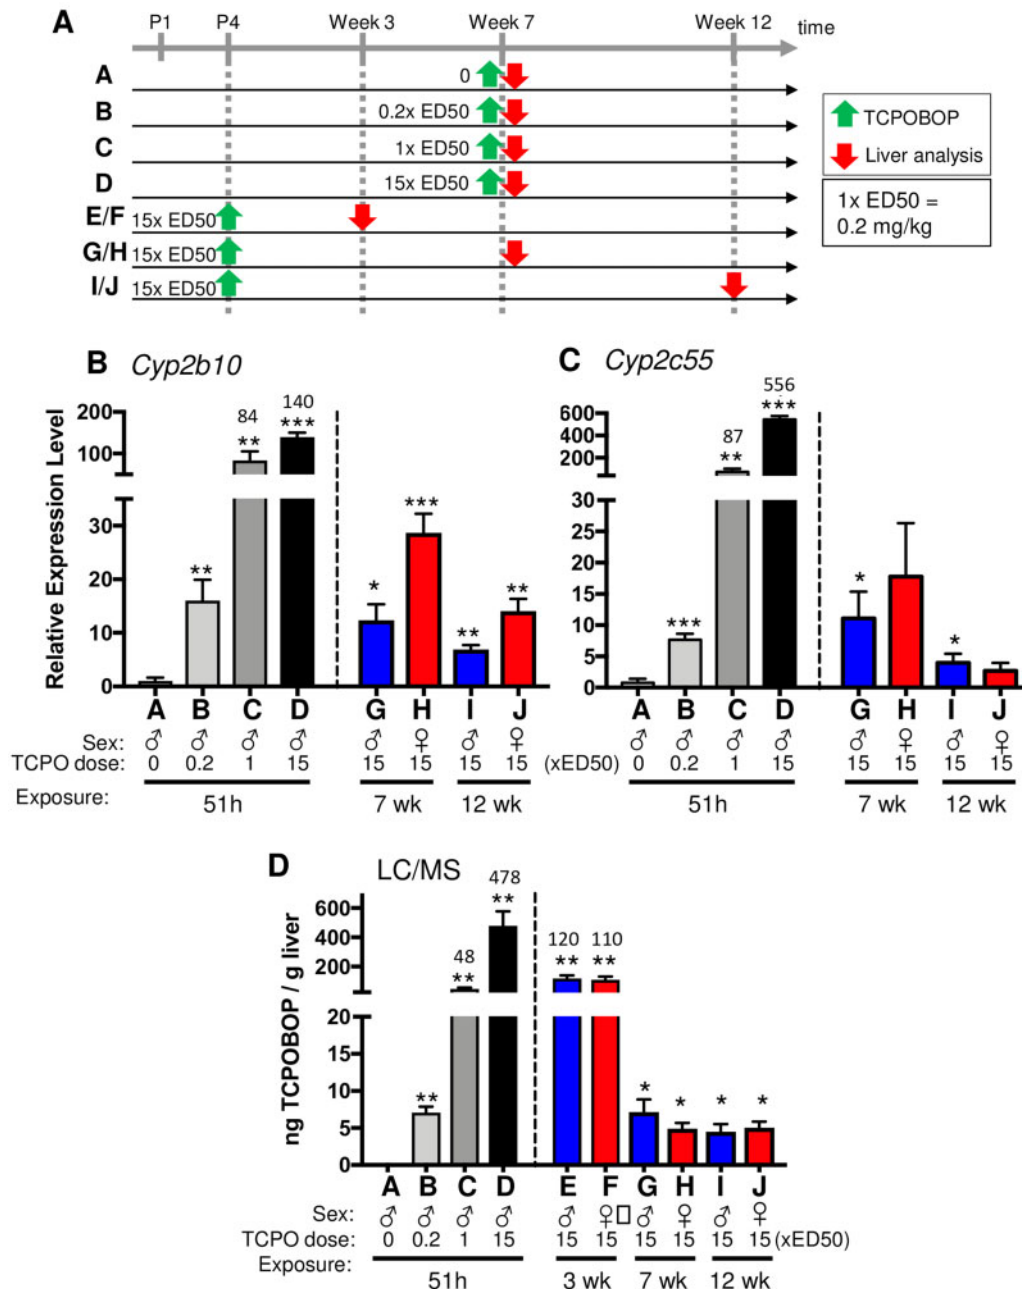 A
P1 P4 Week 3 Week 7 Week 12 time
A 0
B 0.2x ED50
C 1x ED50
D 15x ED50
E/F 15x ED50
G/H 15x ED50
I/J 15x ED50
TCPOBOP
Liver analysis
1x ED50 =
0.2 mg/kg
B Cyp2b10
Relative Expression Level
200
100
30
20
10
0
**
84
**
140
***
*
***
**
**
A B C D G H I J
Sex: ♂ ♂ ♂ ♂ ♂ ♀ ♂ ♀
TCPO dose: 0 0.2 1 15 15 15 15 15 (xED50)
Exposure: 51h 7 wk 12 wk
C Cyp2c55
600
400
200
30
25
20
15
10
5
0
***
87
**
556
***
*
*
A B C D G H I J
♂ ♂ ♂ ♂ ♂ ♀ ♂ ♀
0 0.2 1 15 15 15 15 15
51h 7 wk 12 wk
D LC/MS
ng TCPOBOP / g liver
600
400
200
20
15
10
5
0
**
48
**
478
**
120
**
110
**
*
*
*
*
A B C D E F G H I J
Sex: ♂ ♂ ♂ ♂ ♂ ♀□ ♂ ♀ ♂ ♀
TCPO dose: 0 0.2 1 15 15 15 15 15 15 15 (xED50)
Exposure: 51h 3 wk 7 wk 12 wk